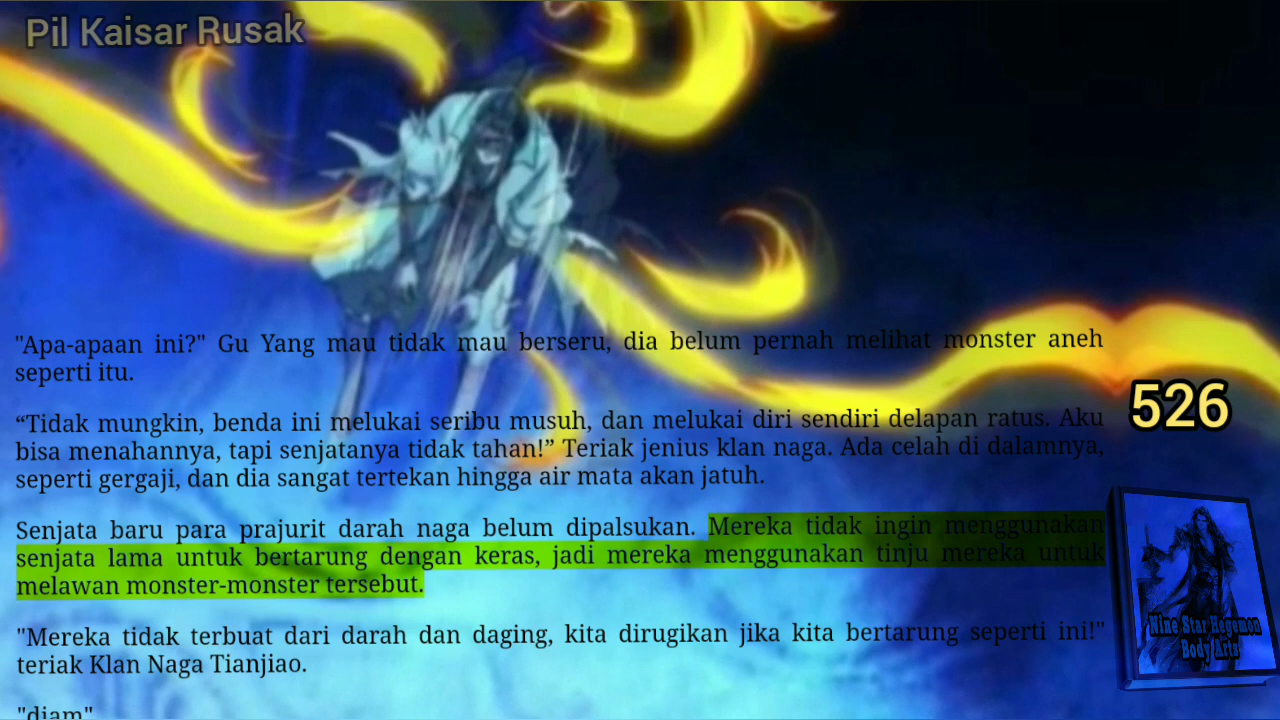 Pil Kaisar Rusak
"Apa-apaan ini?" Gu Yang mau tidak mau berseru, dia belum pernah melihat monster aneh
seperti itu.
“Tidak mungkin, benda ini melukai seribu musuh, dan melukai diri sendiri delapan ratus. Aku
bisa menahannya, tapi senjatanya tidak tahan!” Teriak jenius klan naga. Ada celah di dalamnya,
seperti gergaji, dan dia sangat tertekan hingga air mata akan jatuh.
526
Senjata baru para prajurit darah naga belum dipalsukan. Mereka tidak ingin menggunakan
senjata lama untuk bertarung dengan keras, jadi mereka menggunakan tinju mereka untuk
melawan monster-monster tersebut.
"Mereka tidak terbuat dari darah dan daging, kita dirugikan jika kita bertarung seperti ini!"
teriak Klan Naga Tianjiao.
Nine Star Hegemon
Body Arts
"diam"